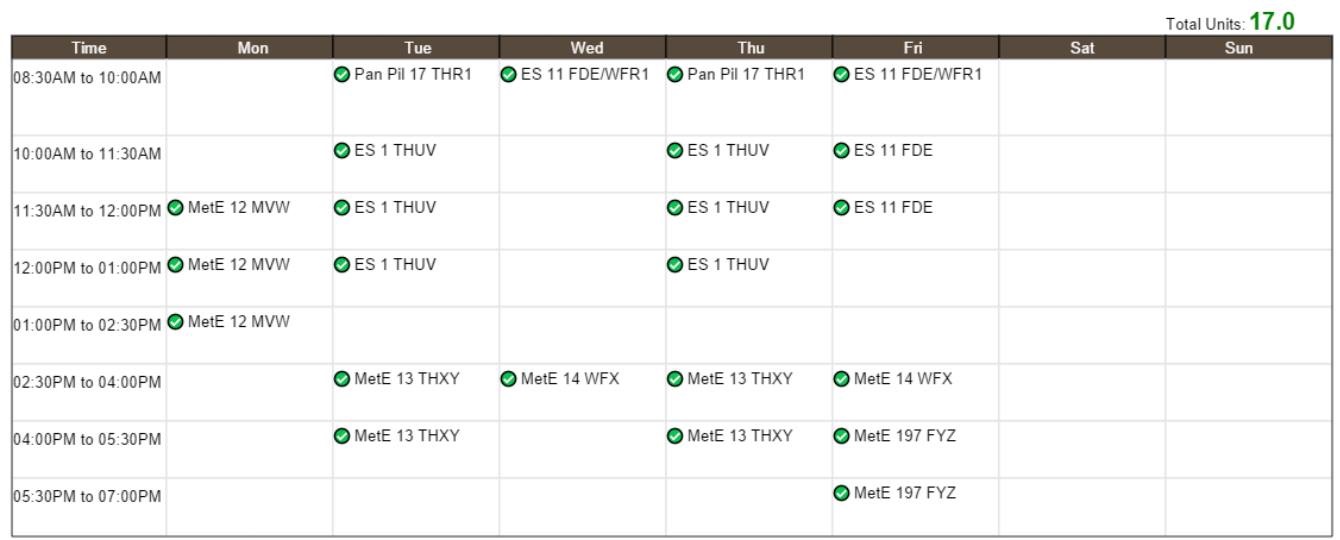 Total Units: 17.0
Time Mon Tue Wed Thu Fri Sat Sun
08:30AM to 10:00AM Pan Pil 17 THR1 ES 11 FDE/WFR1 Pan Pil 17 THR1 ES 11 FDE/WFR1
10:00AM to 11:30AM ES 1 THUV ES 1 THUV ES 11 FDE
11:30AM to 12:00PM MetE 12 MVW ES 1 THUV ES 1 THUV ES 11 FDE
12:00PM to 01:00PM MetE 12 MVW ES 1 THUV ES 1 THUV
01:00PM to 02:30PM MetE 12 MVW
02:30PM to 04:00PM MetE 13 THXY MetE 14 WFX MetE 13 THXY MetE 14 WFX
04:00PM to 05:30PM MetE 13 THXY MetE 13 THXY MetE 197 FYZ
05:30PM to 07:00PM MetE 197 FYZ